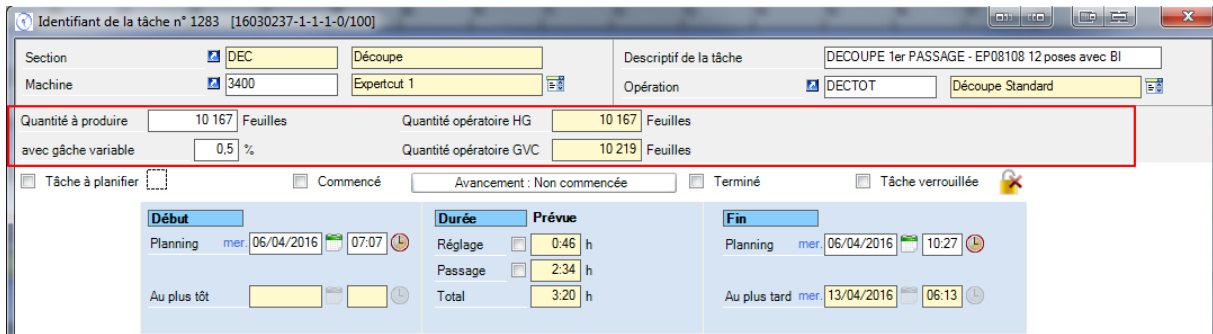 Identifiant de la tâche n° 1283 [16030237-1-1-1-0/100]
Section DEC Découpe Descriptif de la tâche DECOUPE 1er PASSAGE - EP08108 12 poses avec BI
Machine 3400 Expertcut 1 Opération DECTOT Découpe Standard
Quantité à produire 10 167 Feuilles Quantité opératoire HG 10 167 Feuilles
avec gâche variable 0,5 % Quantité opératoire GVC 10 219 Feuilles
Tâche à planifier Commencé Avancement : Non commencée Terminé Tâche verrouillée
Début Durée Prévue Fin
Planning mer. 06/04/2016 07:07 Réglage 0:46 h Planning mer. 06/04/2016 10:27
Passage 2:34 h
Au plus tôt Total 3:20 h Au plus tard mer. 13/04/2016 06:13